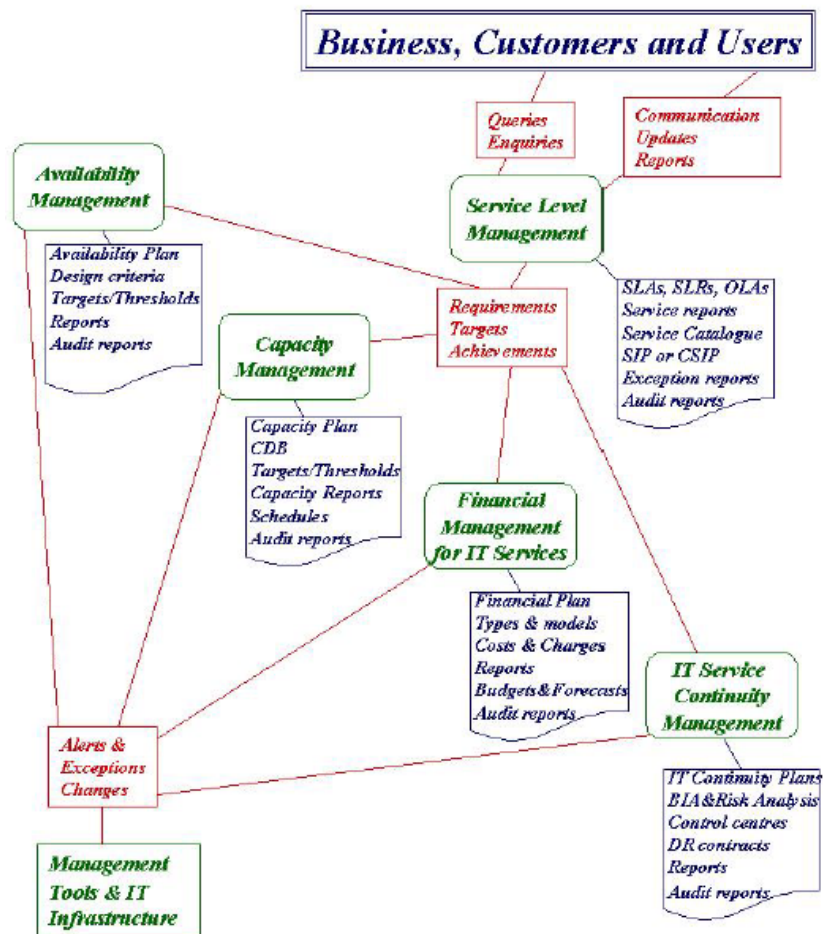 Business, Customers and Users
Queries
Enquiries
Communication
Updates
Reports
Availability
Management
Service Level
Management
Availability Plan
Design criteria
Targets/Thresholds
Reports
Audit reports
Requirements
Targets
Achievements
SLAs, SLRs, OLAs
Service reports
Service Catalogue
SIP or CSIP
Exception reports
Audit reports
Capacity
Management
Capacity Plan
CDB
Targets/Thresholds
Capacity Reports
Schedules
Audit reports
Financial
Management
for IT Services
Financial Plan
Types & models
Costs & Charges
Reports
Budgets&Forecasts
Audit reports
IT Service
Continuity
Management
Alerts &
Exceptions
Changes
IT Continuity Plans
BIA&Risk Analysis
Control centres
DR contracts
Reports
Audit reports
Management
Tools & IT
Infrastructure